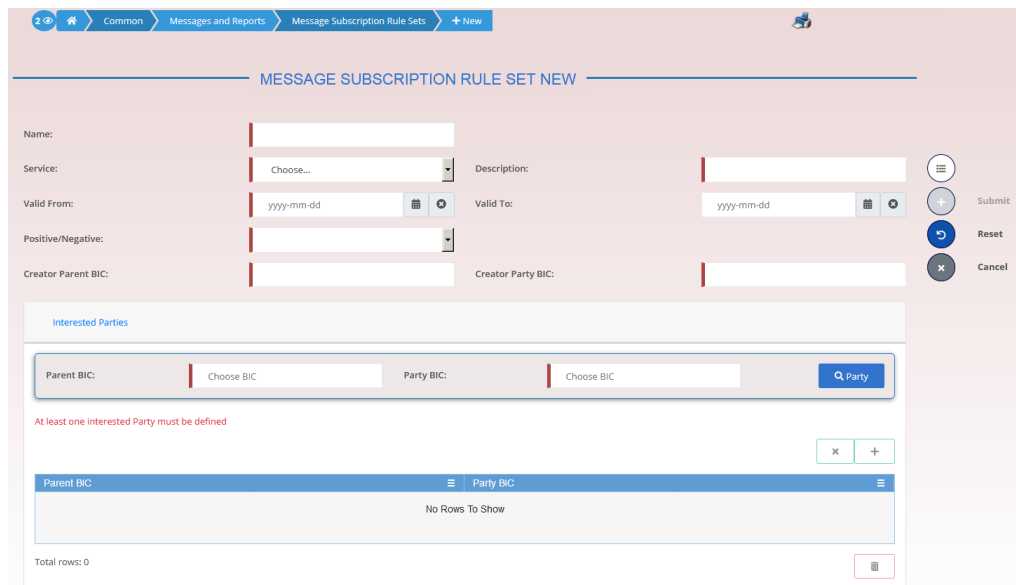 2 Common Messages and Reports Message Subscription Rule Sets + New
MESSAGE SUBSCRIPTION RULE SET NEW
Name:
Service: Choose... Description:
Valid From: yyyy-mm-dd Valid To: yyyy-mm-dd
Submit
Positive/Negative:
Reset
Creator Parent BIC: Creator Party BIC:
Cancel
Interested Parties
Parent BIC: Choose BIC Party BIC: Choose BIC Party
At least one interested Party must be defined
Parent BIC Party BIC
No Rows To Show
Total rows: 0